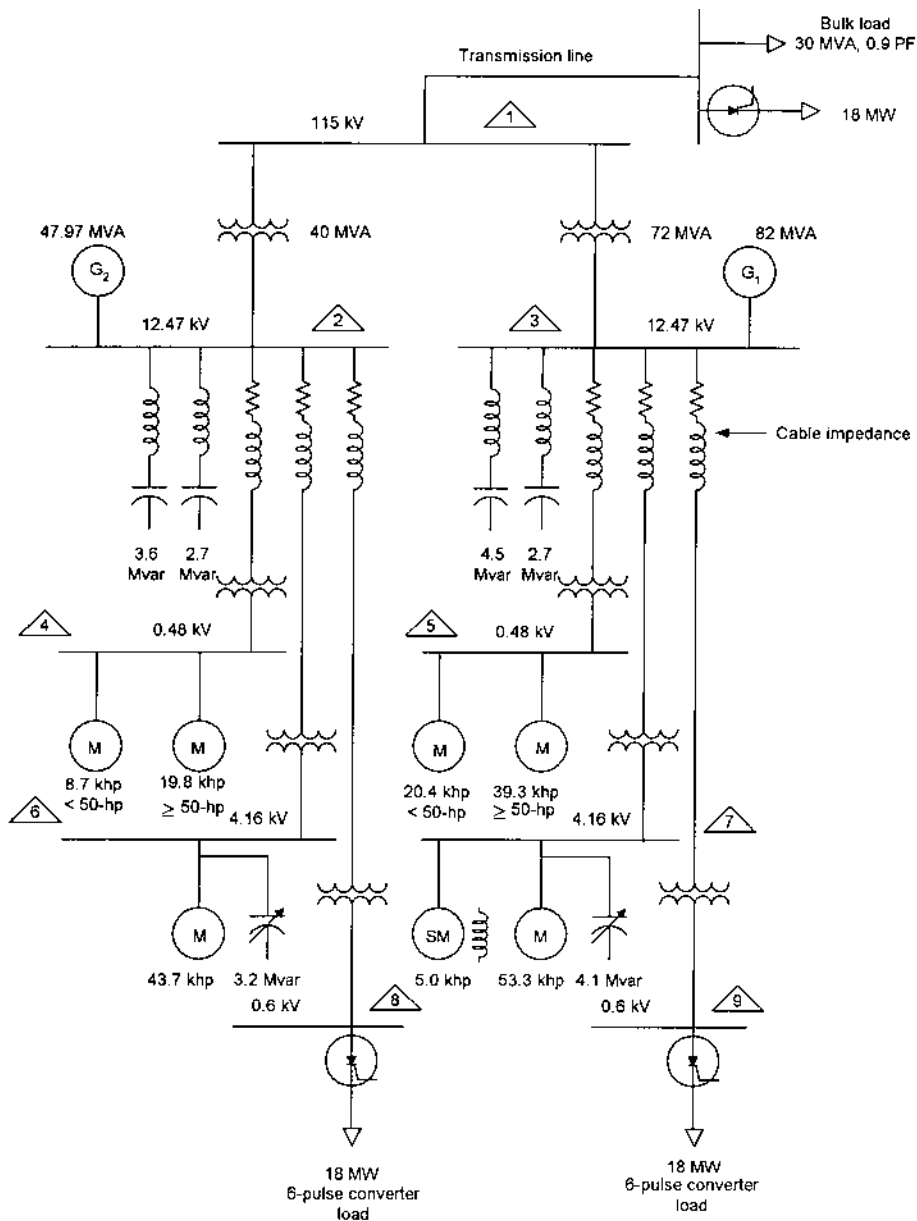 Bulk load
30 MVA, 0.9 PF
Transmission line
18 MW
115 kV
1
47.97 MVA
40 MVA
72 MVA
82 MVA
G2
G1
12.47 kV
2
3
12.47 kV
Cable impedance
3.6
Mvar
2.7
Mvar
4.5
Mvar
2.7
Mvar
4
0.48 kV
5
0.48 kV
M
M
M
M
8.7 khp
< 50-hp
19.8 khp
≥ 50-hp
20.4 khp
< 50-hp
39.3 khp
≥ 50-hp
6
4.16 kV
4.16 kV
7
M
SM
M
43.7 khp
3.2 Mvar
5.0 khp
53.3 khp
4.1 Mvar
0.6 kV
8
0.6 kV
9
18 MW
6-pulse converter
load
18 MW
6-pulse converter
load